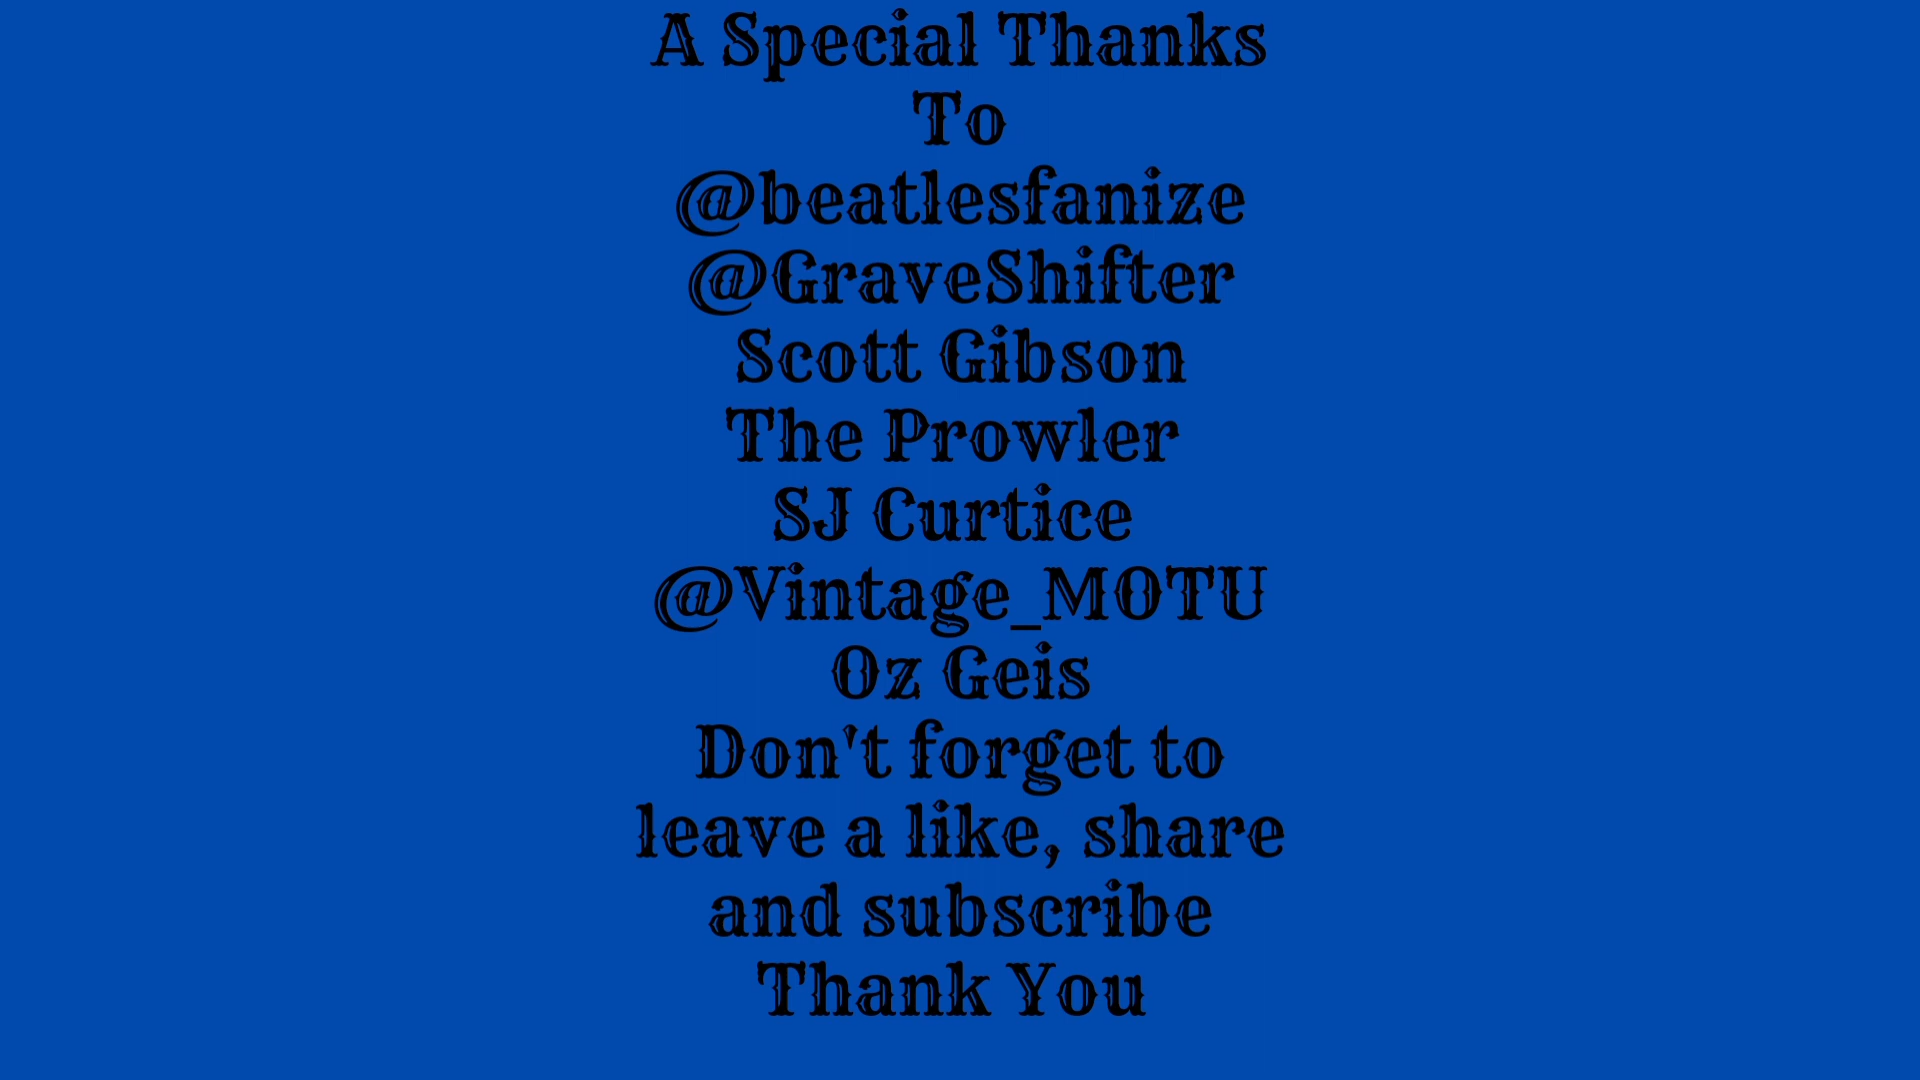 A Special Thanks
To
@beatlesfanize
@GraveShifter
Scott Gibson
The Prowler
SJ Curtice
@Vintage_MOTU
Oz Geis
Don't forget to
leave a like, share
and subscribe
Thank You